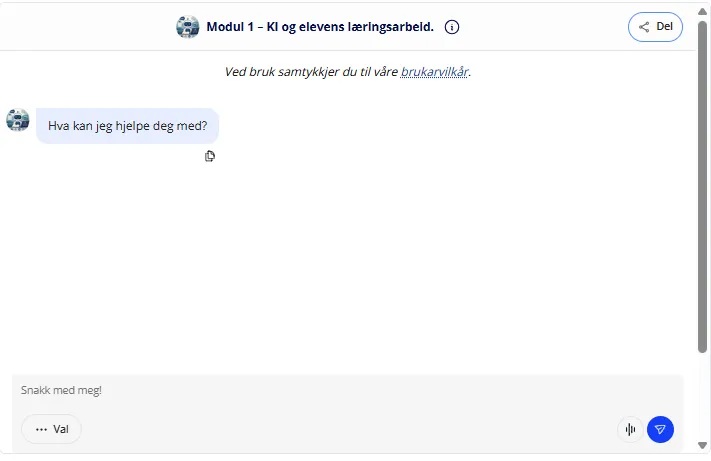 Modul 1 – KI og elevens læringsarbeid.
Del
Ved bruk samtykkjer du til våre brukarvilkår.
Hva kan jeg hjelpe deg med?
Snakk med meg!
Val